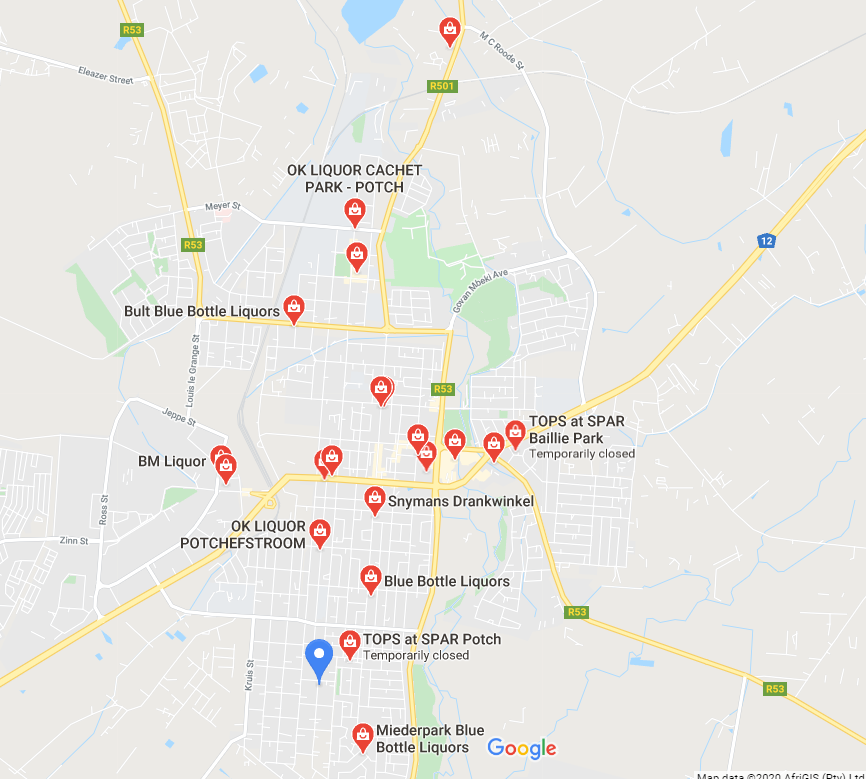 R53
M C Roode St
Eleazer Street
R501
OK LIQUOR CACHET
PARK - POTCH
Meyer St
R53
12
Govan Mbeki Ave
Bult Blue Bottle Liquors
Louis le Grange St
R53
Jeppe St
TOPS at SPAR
Baillie Park
Temporarily closed
BM Liquor
Ross St
Snymans Drankwinkel
OK LIQUOR
POTCHEFSTROOM
Zinn St
Blue Bottle Liquors
R53
TOPS at SPAR Potch
Temporarily closed
Kruis St
R53
Miederpark Blue
Bottle Liquors
Google
Map data ©2020 AfriGIS (Pty) Ltd